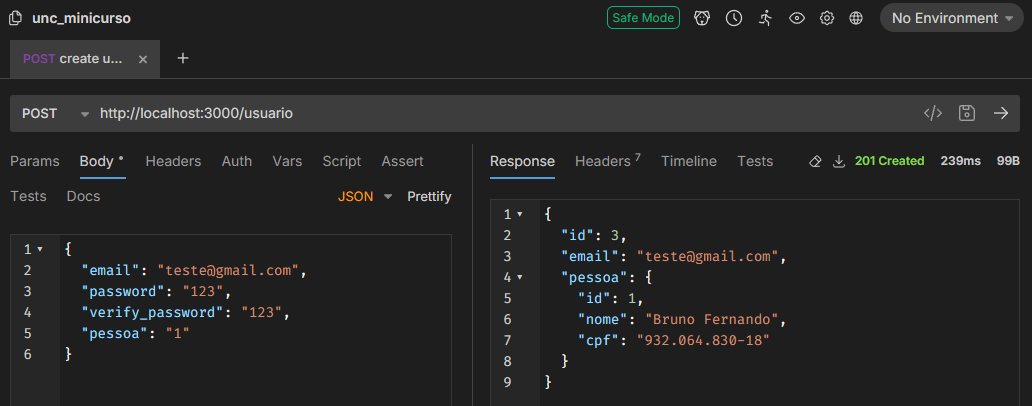 unc_minicurso
Safe Mode
No Environment
POST create u...
POST http://localhost:3000/usuario
Params Body Headers Auth Vars Script Assert
Tests Docs JSON Prettify
1 {
2 "email": "teste@gmail.com",
3 "password": "123",
4 "verify_password": "123",
5 "pessoa": "1"
6 }
Response Headers 7 Timeline Tests 201 Created 239ms 99B
1 {
2 "id": 3,
3 "email": "teste@gmail.com",
4 "pessoa": {
5 "id": 1,
6 "nome": "Bruno Fernando",
7 "cpf": "932.064.830-18"
8 }
9 }